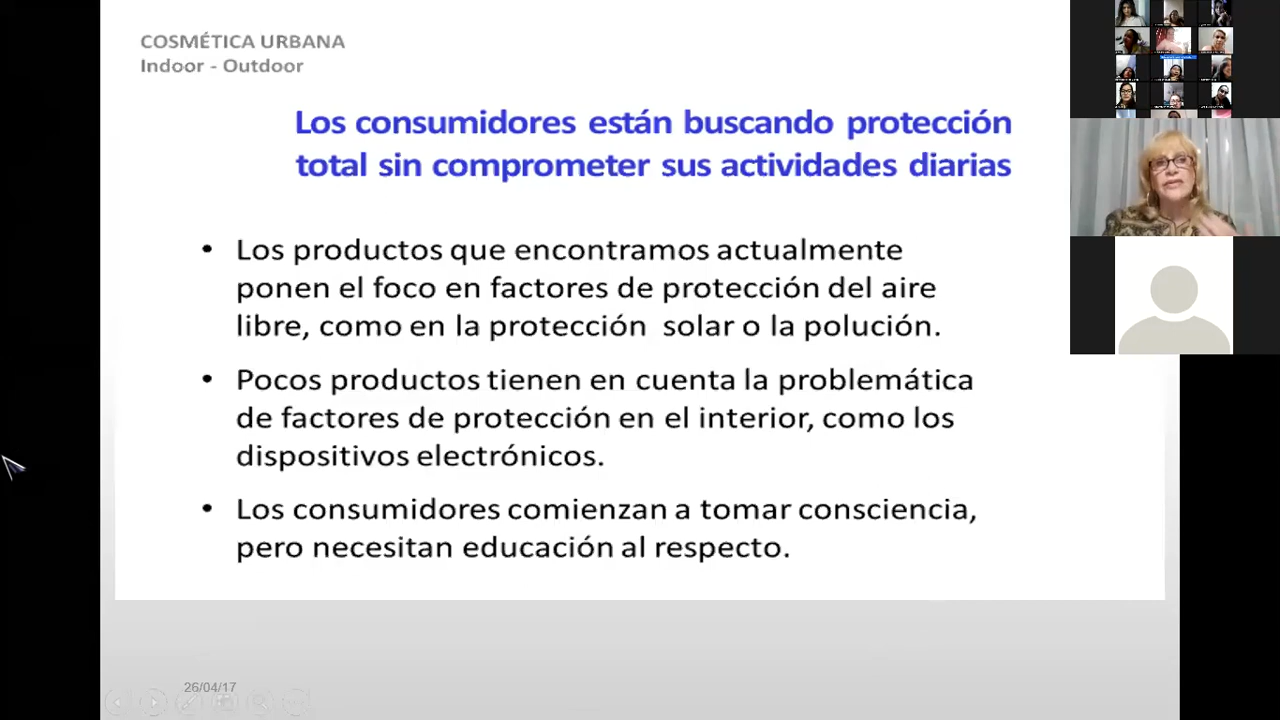 COSMÉTICA URBANA
Indoor - Outdoor
Los consumidores están buscando protección
total sin comprometer sus actividades diarias
• Los productos que encontramos actualmente
ponen el foco en factores de protección del aire
libre, como en la protección solar o la polución.
• Pocos productos tienen en cuenta la problemática
de factores de protección en el interior, como los
dispositivos electrónicos.
• Los consumidores comienzan a tomar consciencia,
pero necesitan educación al respecto.
26/04/17